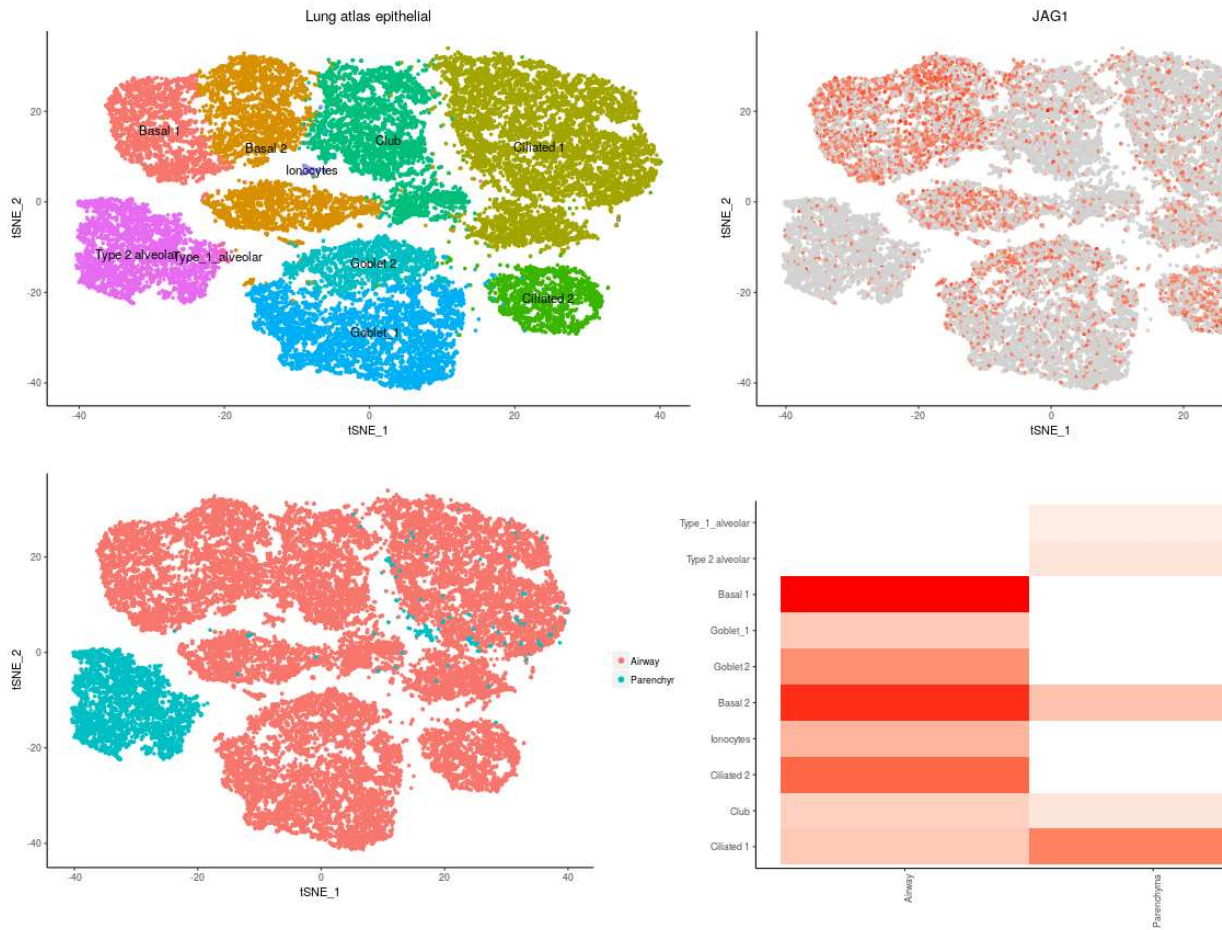 Lung atlas epithelial
20
0
-20
-40
tSNE_2
Basal 1
Basal 2
Club
Ciliated 1
Ionocytes
Type 2 alveolar
Type_1_alveolar
Goblet 2
Ciliated 2
Goblet_1
-40
-20
0
20
40
tSNE_1
JAG1
20
0
-20
-40
tSNE_2
-40
-20
0
20
tSNE_1
20
0
-20
-40
tSNE_2
-40
-20
0
20
40
tSNE_1
Airway
Parenchyr
Type_1_alveolar
Type 2 alveolar
Basal 1
Goblet_1
Goblet 2
Basal 2
Ionocytes
Ciliated 2
Club
Ciliated 1
Airway
Parenchyma